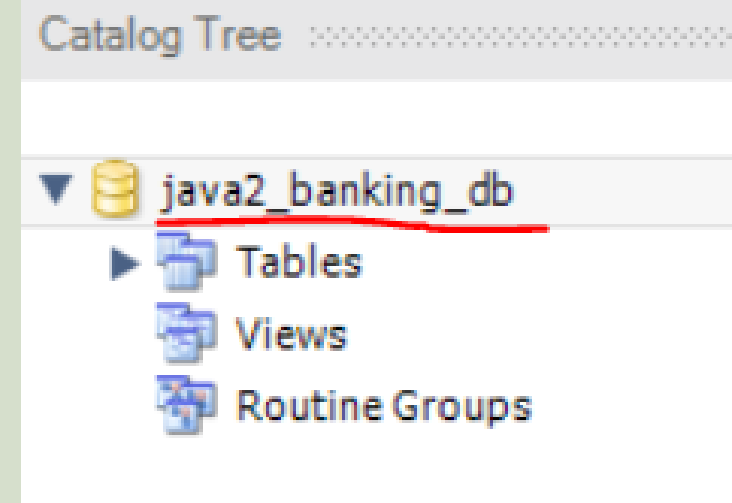 Catalog Tree
java2_banking_db
Tables
Views
Routine Groups